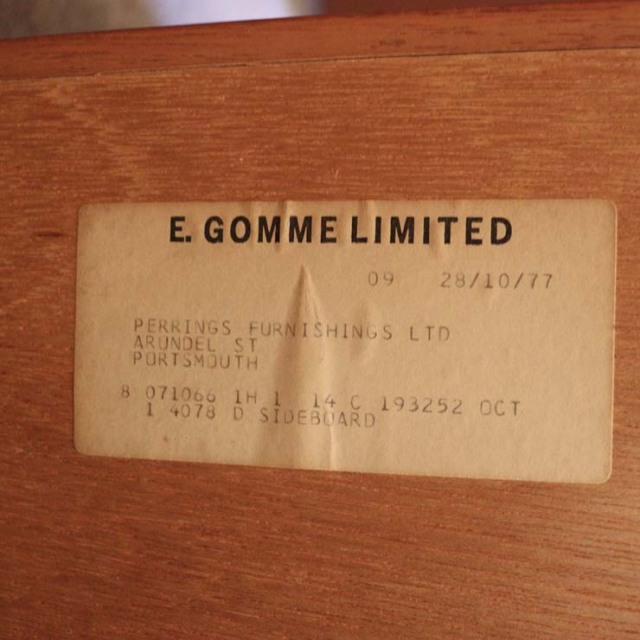 E. GOMME LIMITED
09 28/10/77
PERRINGS FURNISHINGS LTD
ARUNDEL ST
PORTSMOUTH
8 071066 1H 1 14 C 193252 OCT
1 4078 D SIDEBOARD